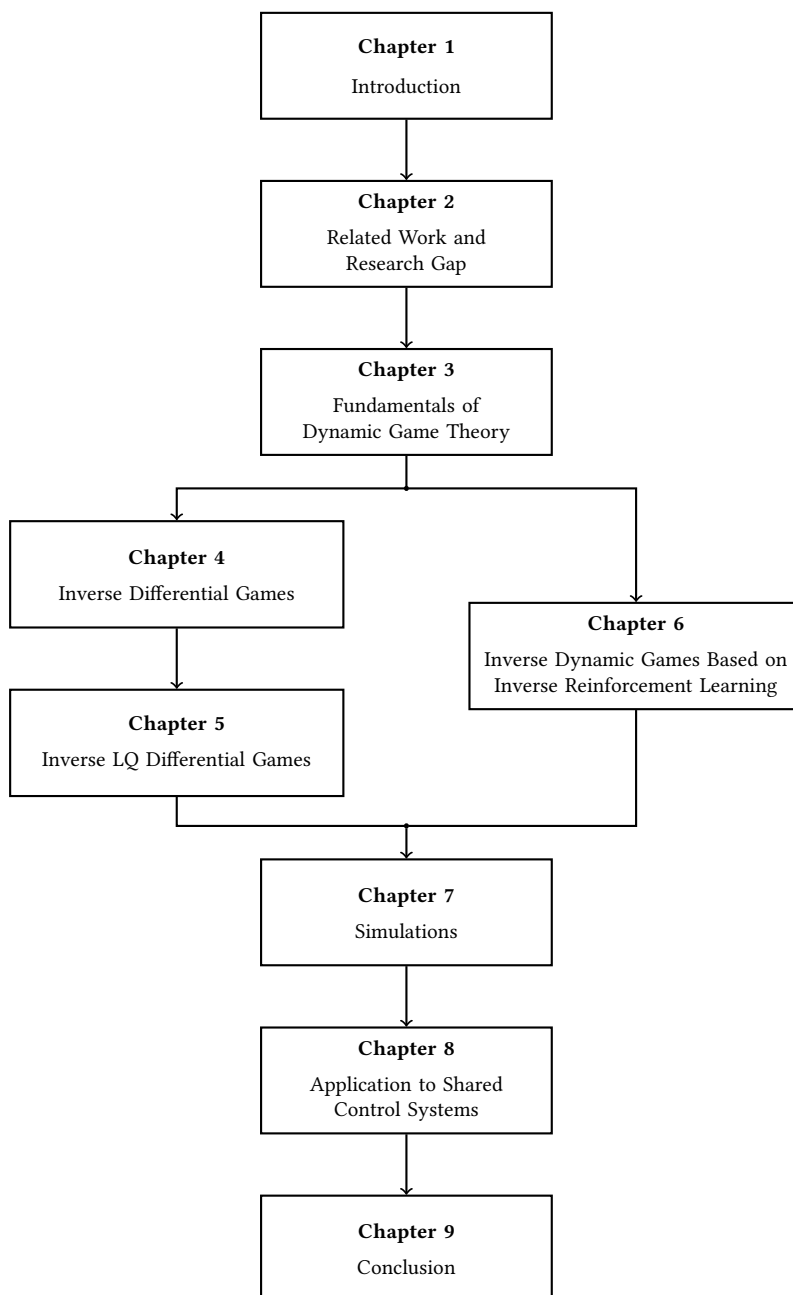 Chapter 1
Introduction
Chapter 2
Related Work and
Research Gap
Chapter 3
Fundamentals of
Dynamic Game Theory
Chapter 4
Inverse Differential Games
Chapter 5
Inverse LQ Differential Games
Chapter 6
Inverse Dynamic Games Based on
Inverse Reinforcement Learning
Chapter 7
Simulations
Chapter 8
Application to Shared
Control Systems
Chapter 9
Conclusion